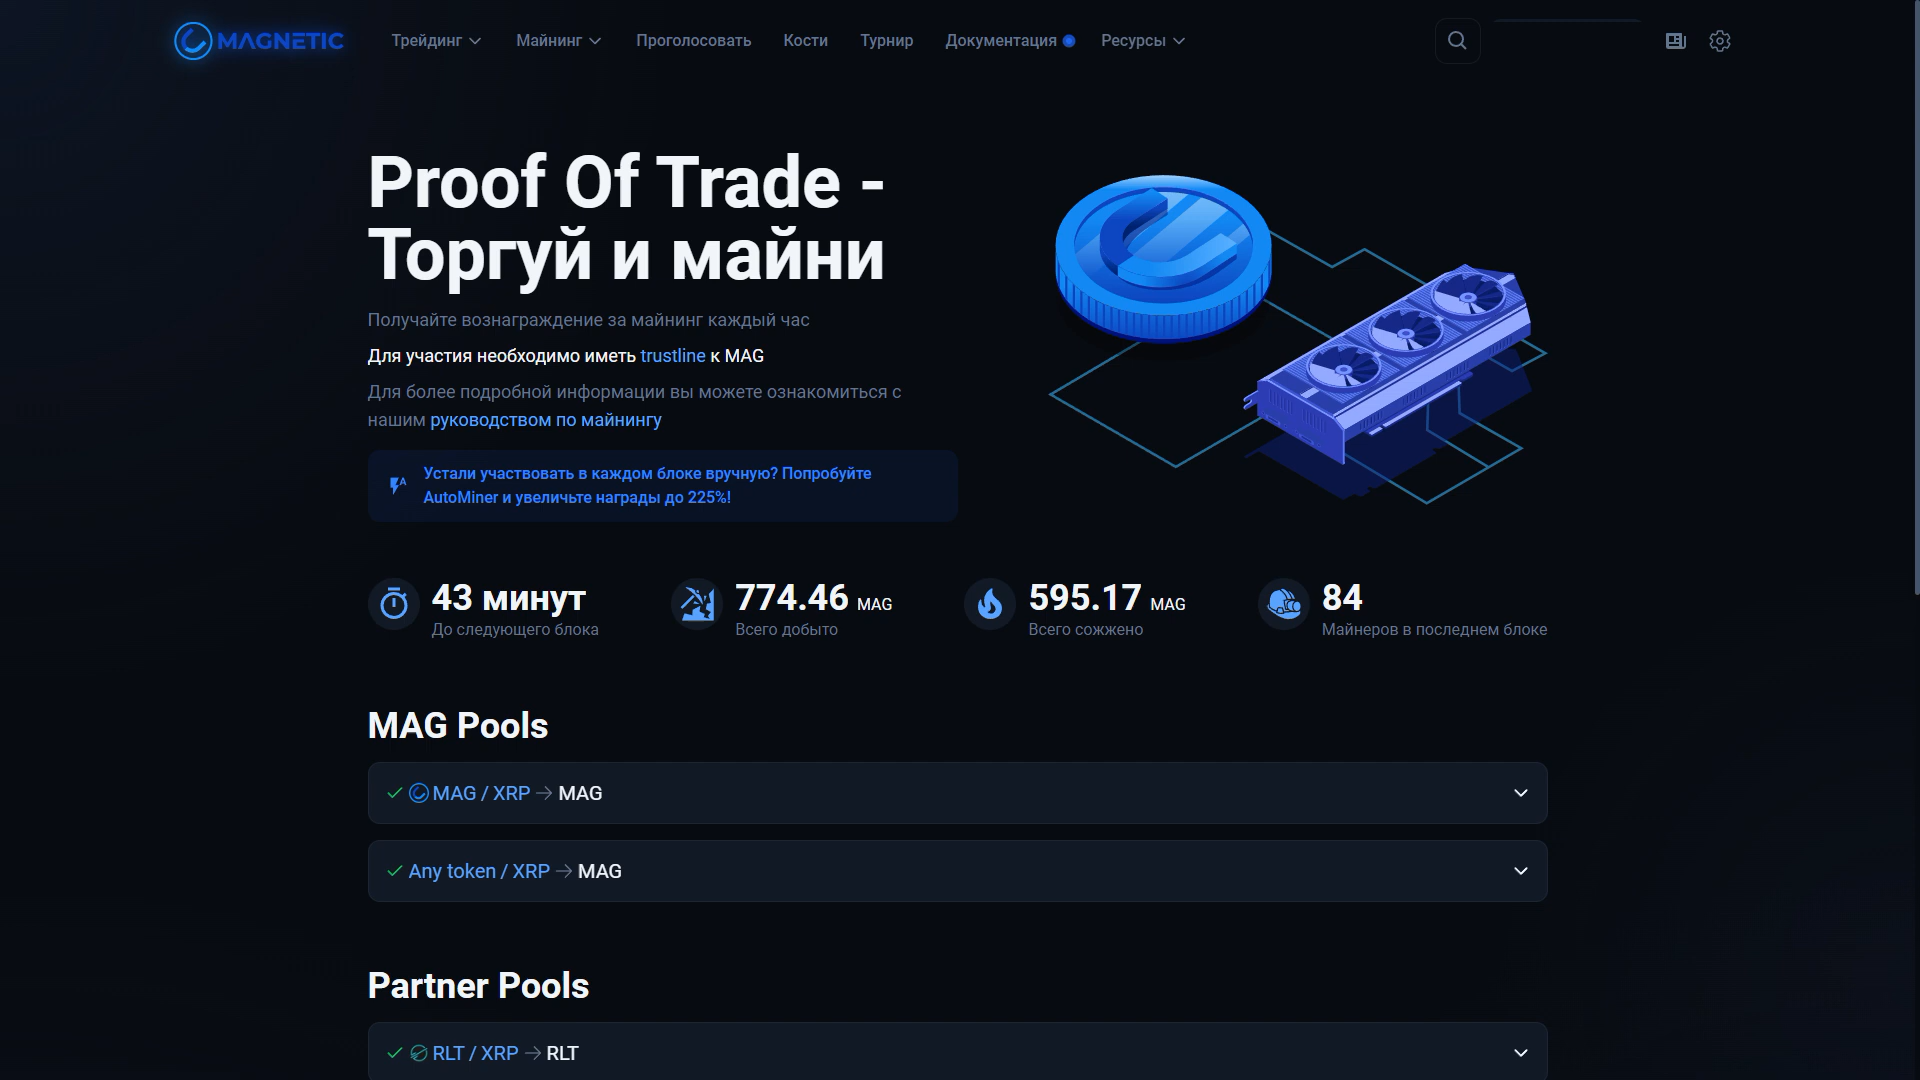 MAGNETIC
Трейдинг
Майнинг
Проголосовать
Кости
Турнир
Документация
Ресурсы
Proof Of Trade -
Торгуй и майни
Получайте вознаграждение за майнинг каждый час
Для участия необходимо иметь trustline к MAG
Для более подробной информации вы можете ознакомиться с
нашим руководством по майнингу
Устали участвовать в каждом блоке вручную? Попробуйте
AutoMiner и увеличьте награды до 225%!
43 минут
До следующего блока
774.46 MAG
Всего добыто
595.17 MAG
Всего сожжено
84
Майнеров в последнем блоке
MAG Pools
MAG / XRP → MAG
Any token / XRP → MAG
Partner Pools
RLT / XRP → RLT